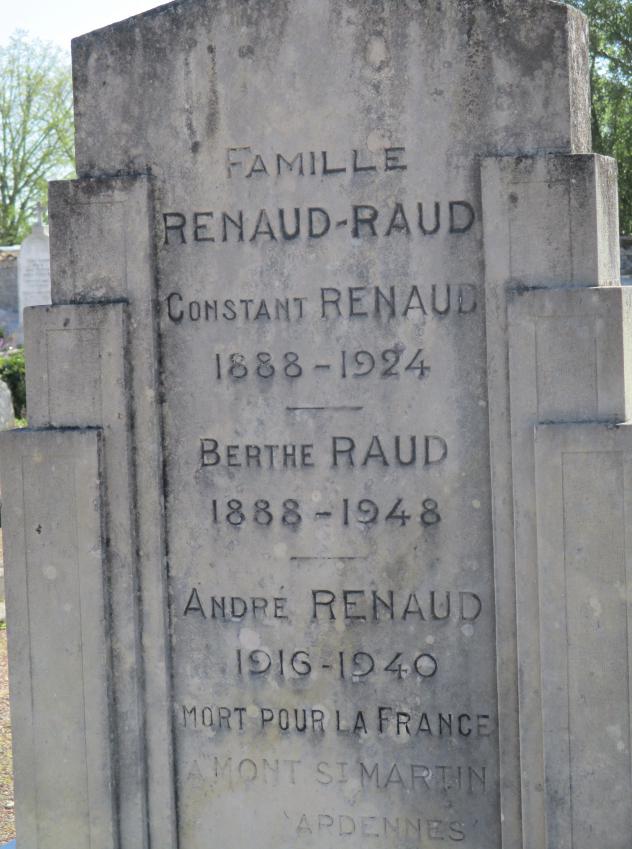 FAMILLE
RENAUD-RAUD
CONSTANT RENAUD
1888-1924
BERTHE RAUD
1888-1948
ANDRÉ RENAUD
1916-1940
MORT POUR LA FRANCE
A MONT ST MARTIN
'ARDENNES'